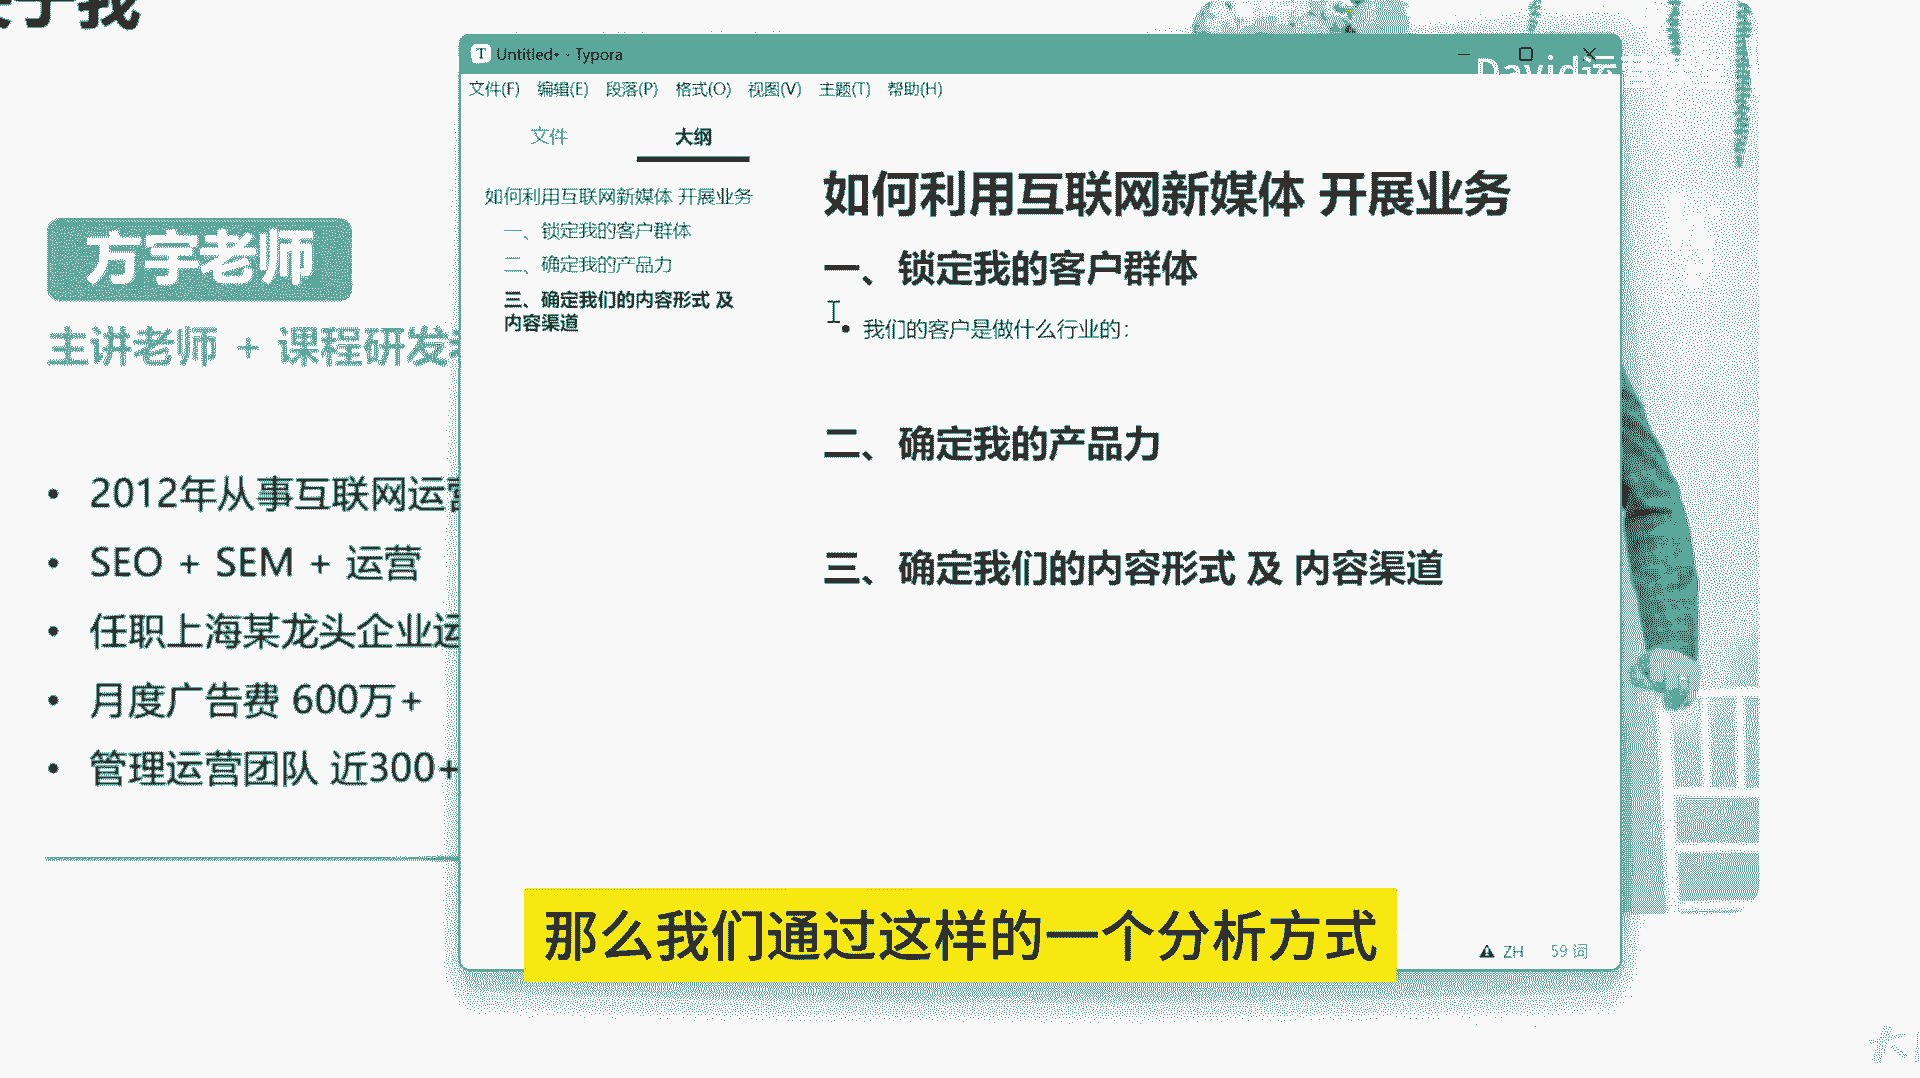 于我
方宇老师
主讲老师 + 课程研发
2012年从事互联网运营
SEO + SEM + 运营
任职上海某龙头企业运
月度广告费 600万+
管理运营团队 近300+
T Untitled• - Typora
David运
文件(F) 编辑(E) 段落(P) 格式(O) 视图(V) 主题(T) 帮助(H)
文件 大纲
如何利用互联网新媒体 开展业务
一、锁定我的客户群体
二、确定我的产品力
三、确定我们的内容形式 及
内容渠道
如何利用互联网新媒体 开展业务
一、锁定我的客户群体
我们的客户是做什么行业的：
二、确定我的产品力
三、确定我们的内容形式 及 内容渠道
ZH 59 词
那么我们通过这样的一个分析方式